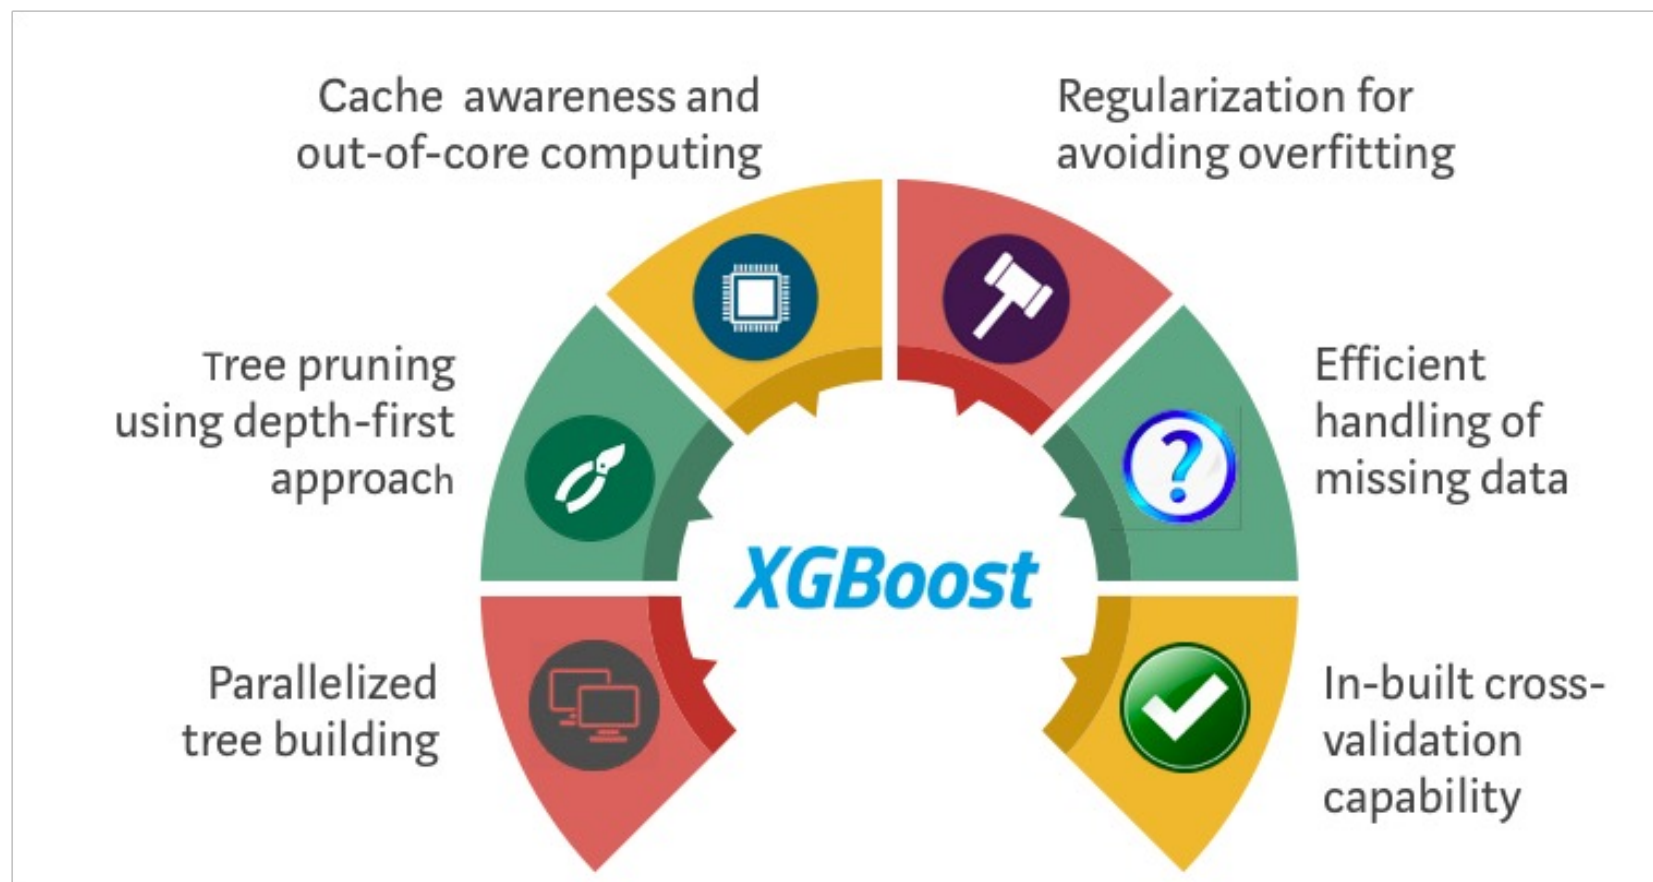 Cache awareness and
out-of-core computing
Regularization for
avoiding overfitting
Tree pruning
using depth-first
approach
Efficient
handling of
missing data
XGBoost
Parallelized
tree building
In-built cross-
validation
capability